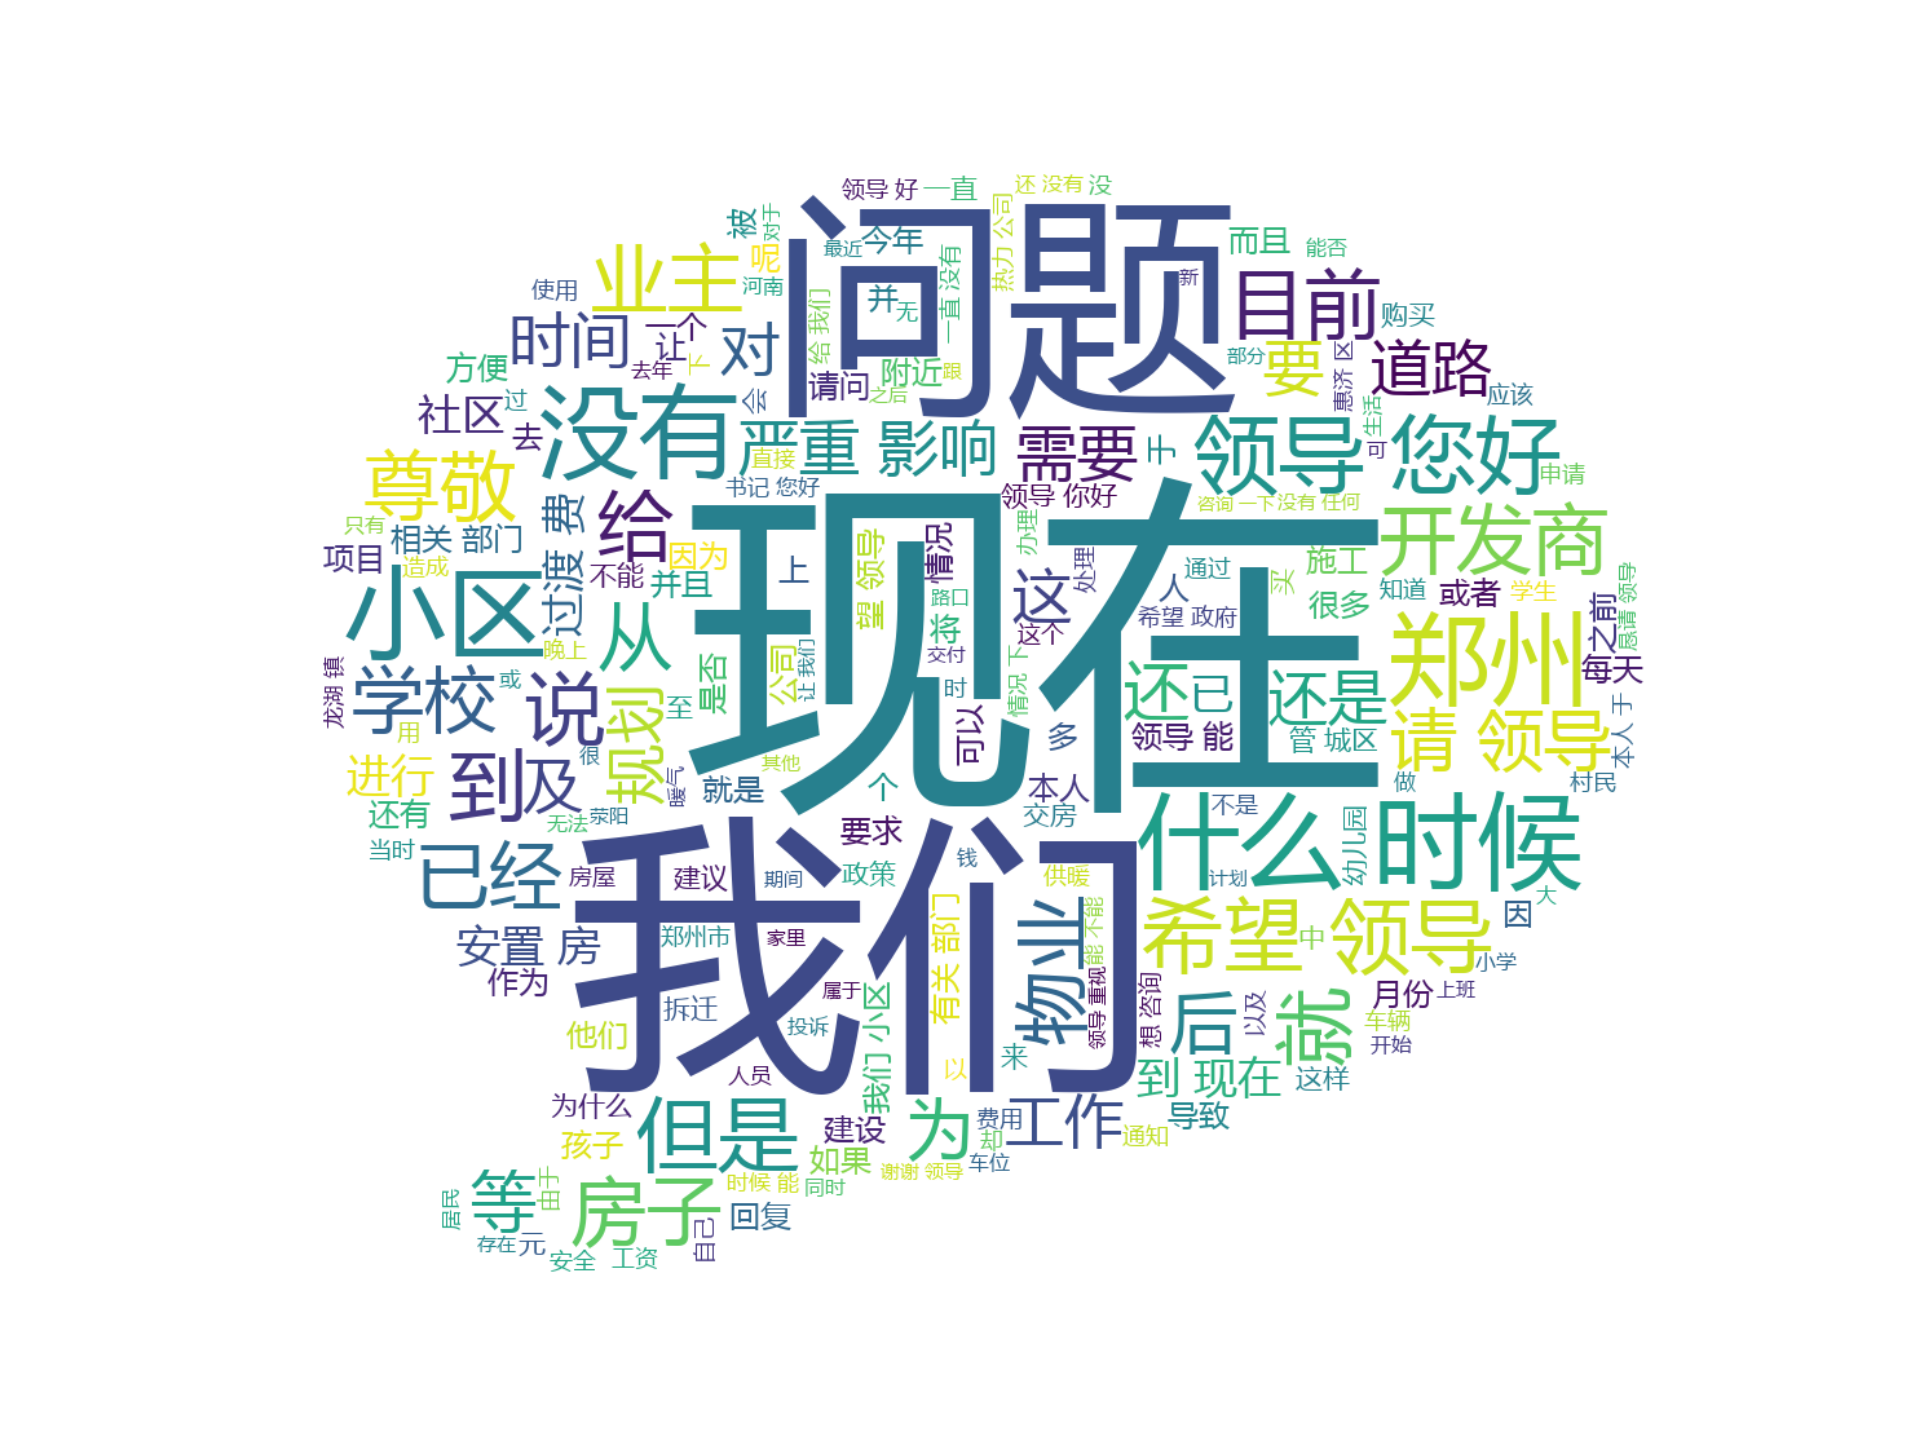 领导 好
一直
还 没有
没
被
对于
问题
热力 公司
而且
能否
业主
呢
最近
今年
一直 没有
新
目前
使用
河南
并
无
购买
时间
一个
让
对
给 我们
部分
要
惠济 区
道路
方便
去年
下
请问
附近
跟
之后
应该
社区
过
去
没有
会
严重 影响
需要
于
领导
您好
生活
可
尊敬
直接
书记 您好
领导 你好
咨询 一下
没有 任何
申请
只有
相关 部门
过渡 费
给
因为
现在
情况
办理
开发商
项目
造成
不能
并且
上
望 领导
这
处理
人
通过
买
施工
知道
或者
学生
恳请 领导
小区
从
路口
将
这个
希望 政府
很多
之前
郑州
每天
晚上
龙湖 镇
学校
或
说
规划
至
是否
公司
让 我们
交付
时
情况 下
还
已
还是
用
可以
多
领导 能
管 城区
请 领导
本人 于
进行
到
及
很
暖气
就是
其他
个
本人
不是
做
村民
还有
无法
荥阳
要求
交房
什么
时候
幼儿园
当时
已经
房屋
建议
期间
政策
钱
供暖
计划
大
我们
安置 房
郑州市
家里
有关 部门
物业
能 不能
希望
中
领导
因
小学
作为
拆迁
属于
领导 重视
想 咨询
后
以及
就
月份
上班
他们
投诉
我们 小区
以
来
到 现在
这样
车辆
开始
人员
为什么
但是
建设
为
费用
却
工作
通知
导致
孩子
如果
谢谢 领导
车位
居民
等
由于
房子
时候 能
同时
自己
回复
存在
元
安全
工资